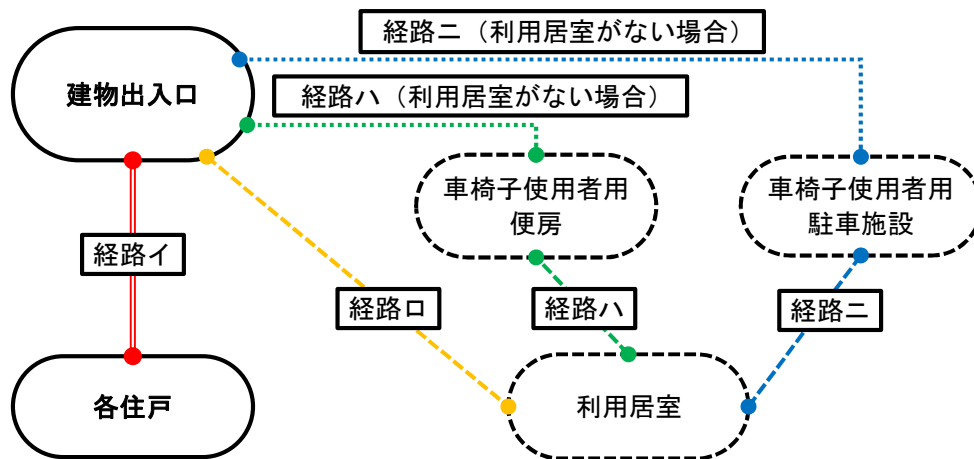 経路ニ（利用居室がない場合）
建物出入口
経路ハ（利用居室がない場合）
車椅子使用者用
便房
車椅子使用者用
駐車施設
経路イ
経路ロ
経路ハ
経路ニ
各住戸
利用居室